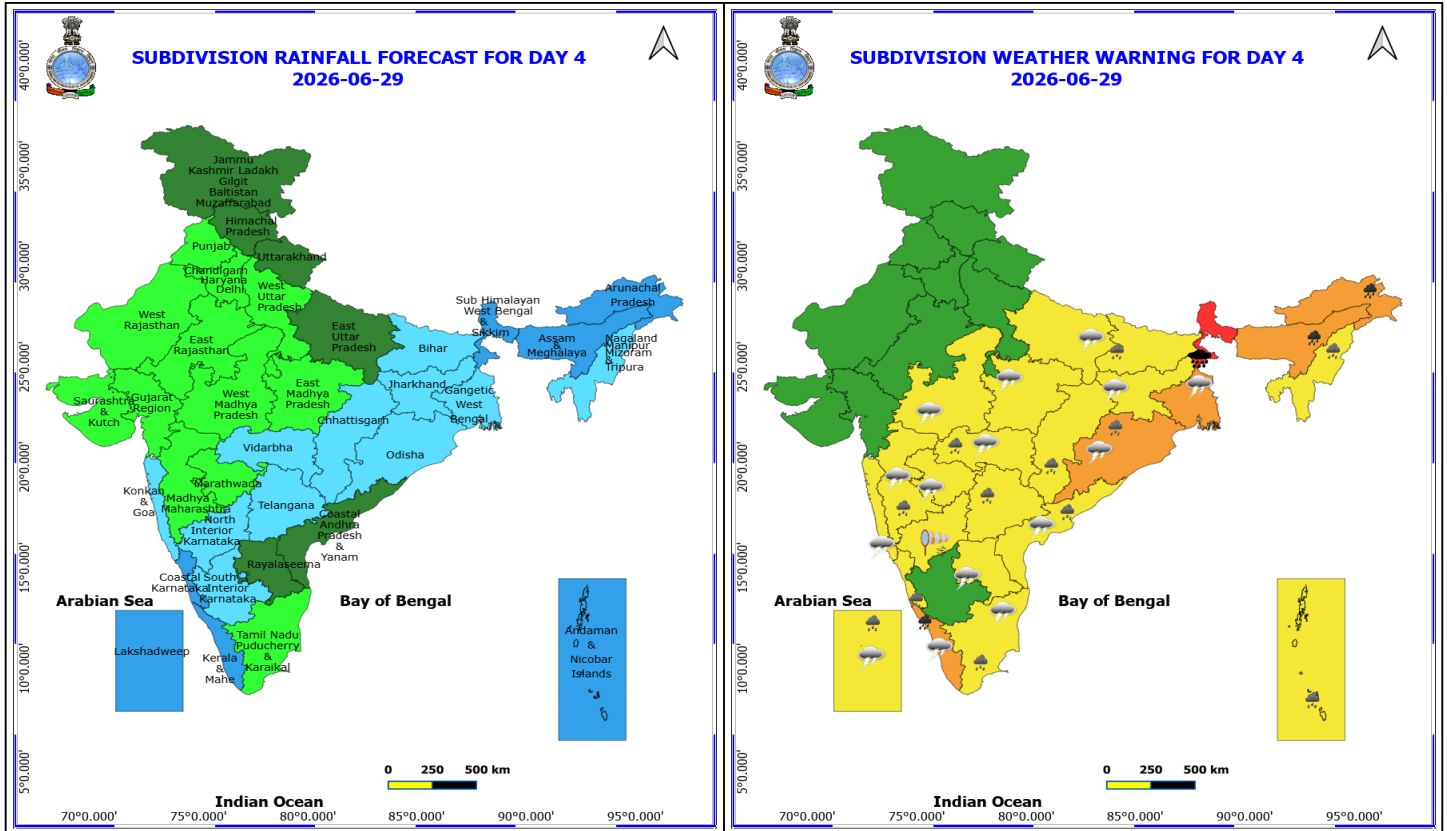 SUBDIVISION RAINFALL FORECAST FOR DAY 4
2026-06-29
40°0.000'
35°0.000'
30°0.000'
25°0.000'
20°0.000'
15°0.000'
10°0.000'
5°0.000'
Jammu
Kashmir Ladakh
Gilgit
Baltistan
Muzaffarabad
Himachal
Pradesh
Punjab
Uttarakhand
Chandigarh
Haryana
Delhi
West
Uttar
Pradesh
West
Rajasthan
East
Rajasthan
East
Uttar
Pradesh
Sub Himalayan
West Bengal
&
Sikkim
Arunachal
Pradesh
Assam
&
Meghalaya
Nagaland
Manipur
Mizoram
&
Tripura
Bihar
Jharkhand
Gangetic
West
Bengal
Saurashtra
&
Kutch
Gujarat
Region
West
Madhya
Pradesh
East
Madhya
Pradesh
Chhattisgarh
Vidarbha
Odisha
Konkan
&
Goa
Madhya
Maharashtra
Marathwada
Telangana
North
Interior
Karnataka
Coastal
Andhra
Pradesh
&
Yanam
Rayalaseema
Coastal
Karnataka
South
Interior
Karnataka
Arabian Sea
Bay of Bengal
Lakshadweep
Kerala
&
Mahe
Tamil Nadu
Puducherry
&
Karaikal
Andaman
&
Nicobar
Islands
0 250 500 km
Indian Ocean
70°0.000' 75°0.000' 80°0.000' 85°0.000' 90°0.000' 95°0.000'
SUBDIVISION WEATHER WARNING FOR DAY 4
2026-06-29
40°0.000'
35°0.000'
30°0.000'
25°0.000'
20°0.000'
15°0.000'
10°0.000'
5°0.000'
Arabian Sea
Bay of Bengal
0 250 500 km
Indian Ocean
70°0.000' 75°0.000' 80°0.000' 85°0.000' 90°0.000' 95°0.000'